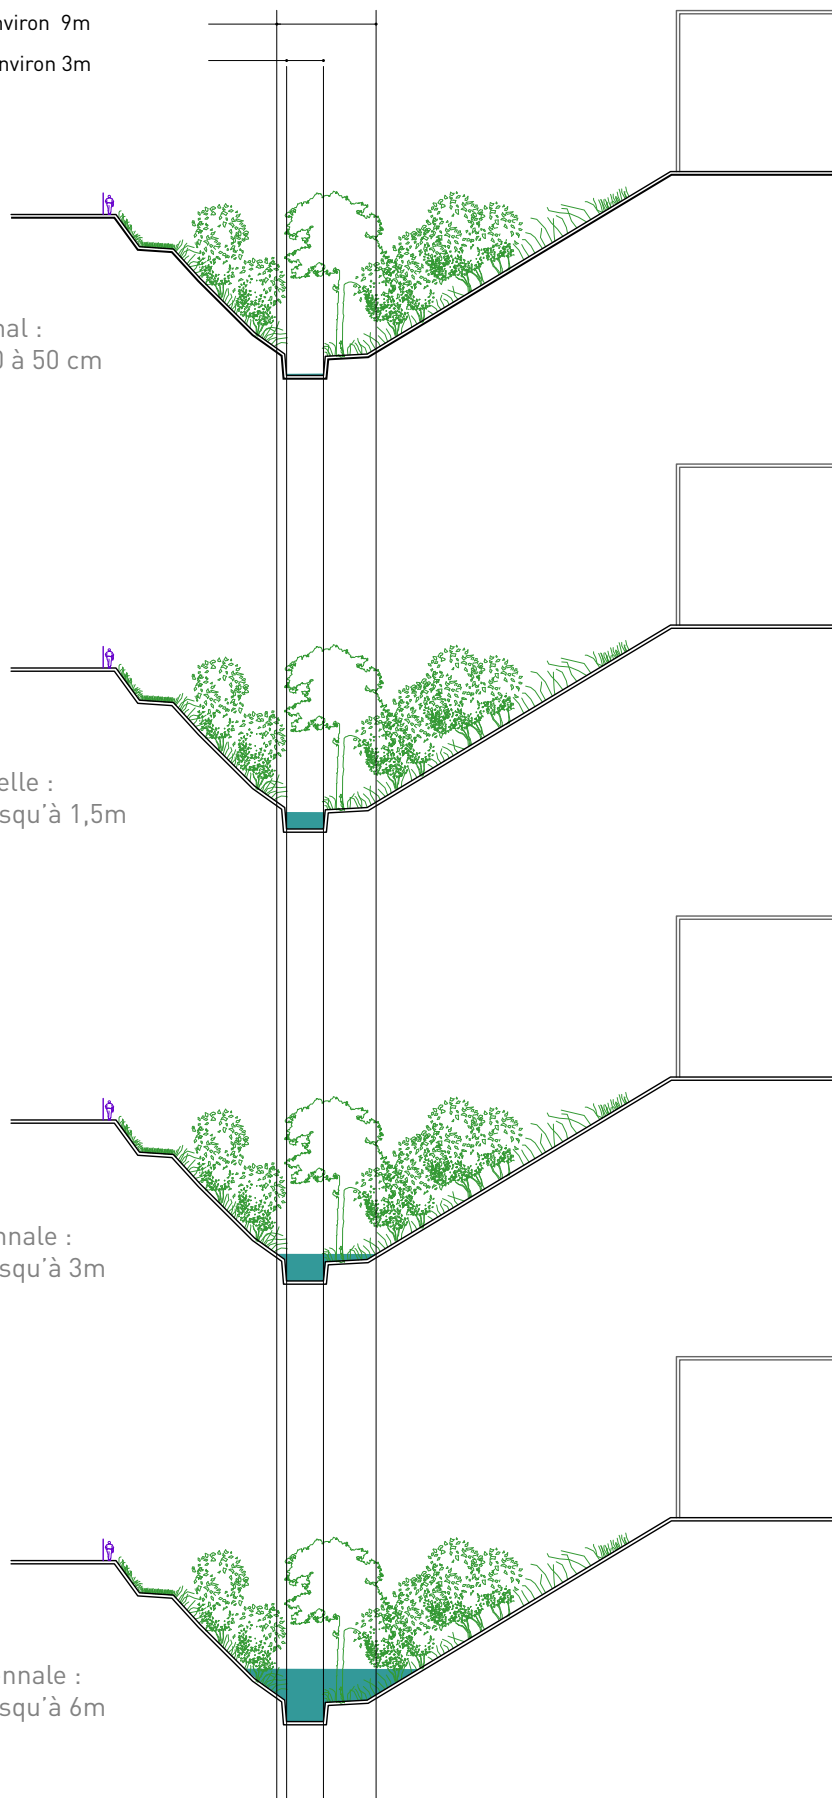 nviron 9m
nviron 3m
nal :
0 à 50 cm
elle :
squ'à 1,5m
nnale :
squ'à 3m
nnale :
squ'à 6m